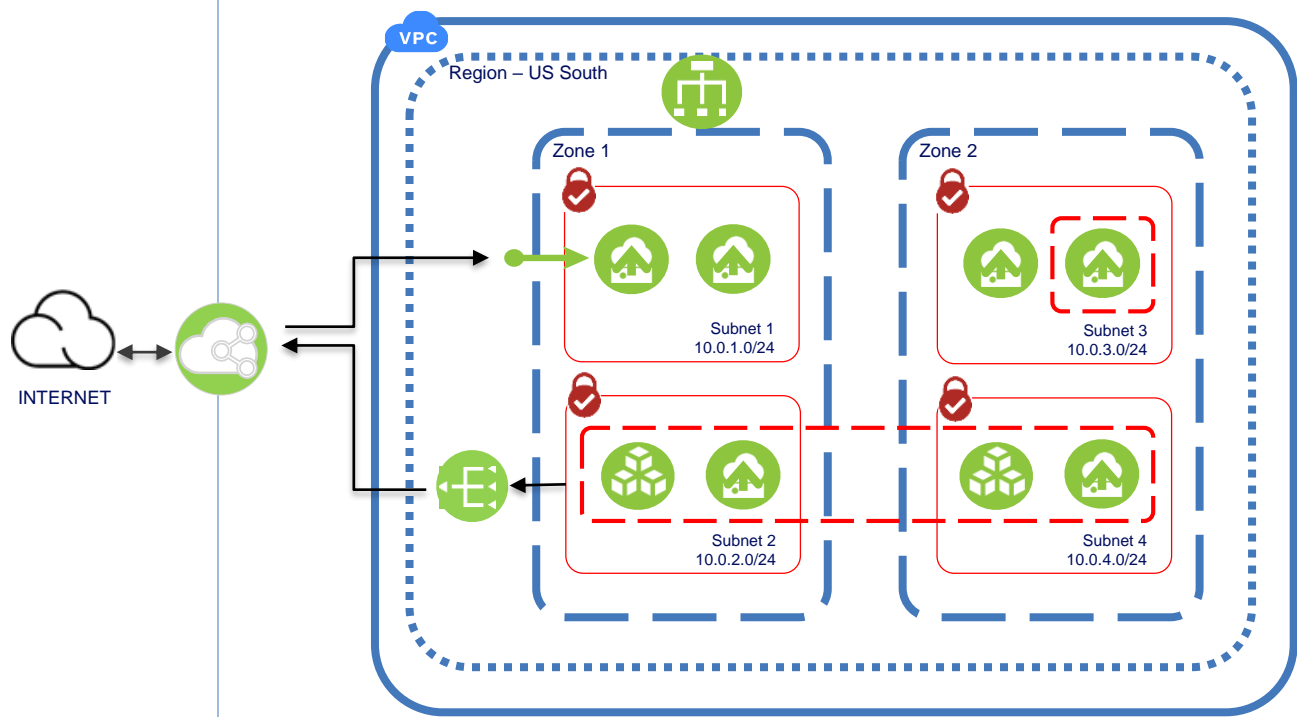 VPC
Region – US South
Zone 1
Zone 2
Subnet 1
10.0.1.0/24
Subnet 3
10.0.3.0/24
INTERNET
Subnet 2
10.0.2.0/24
Subnet 4
10.0.4.0/24